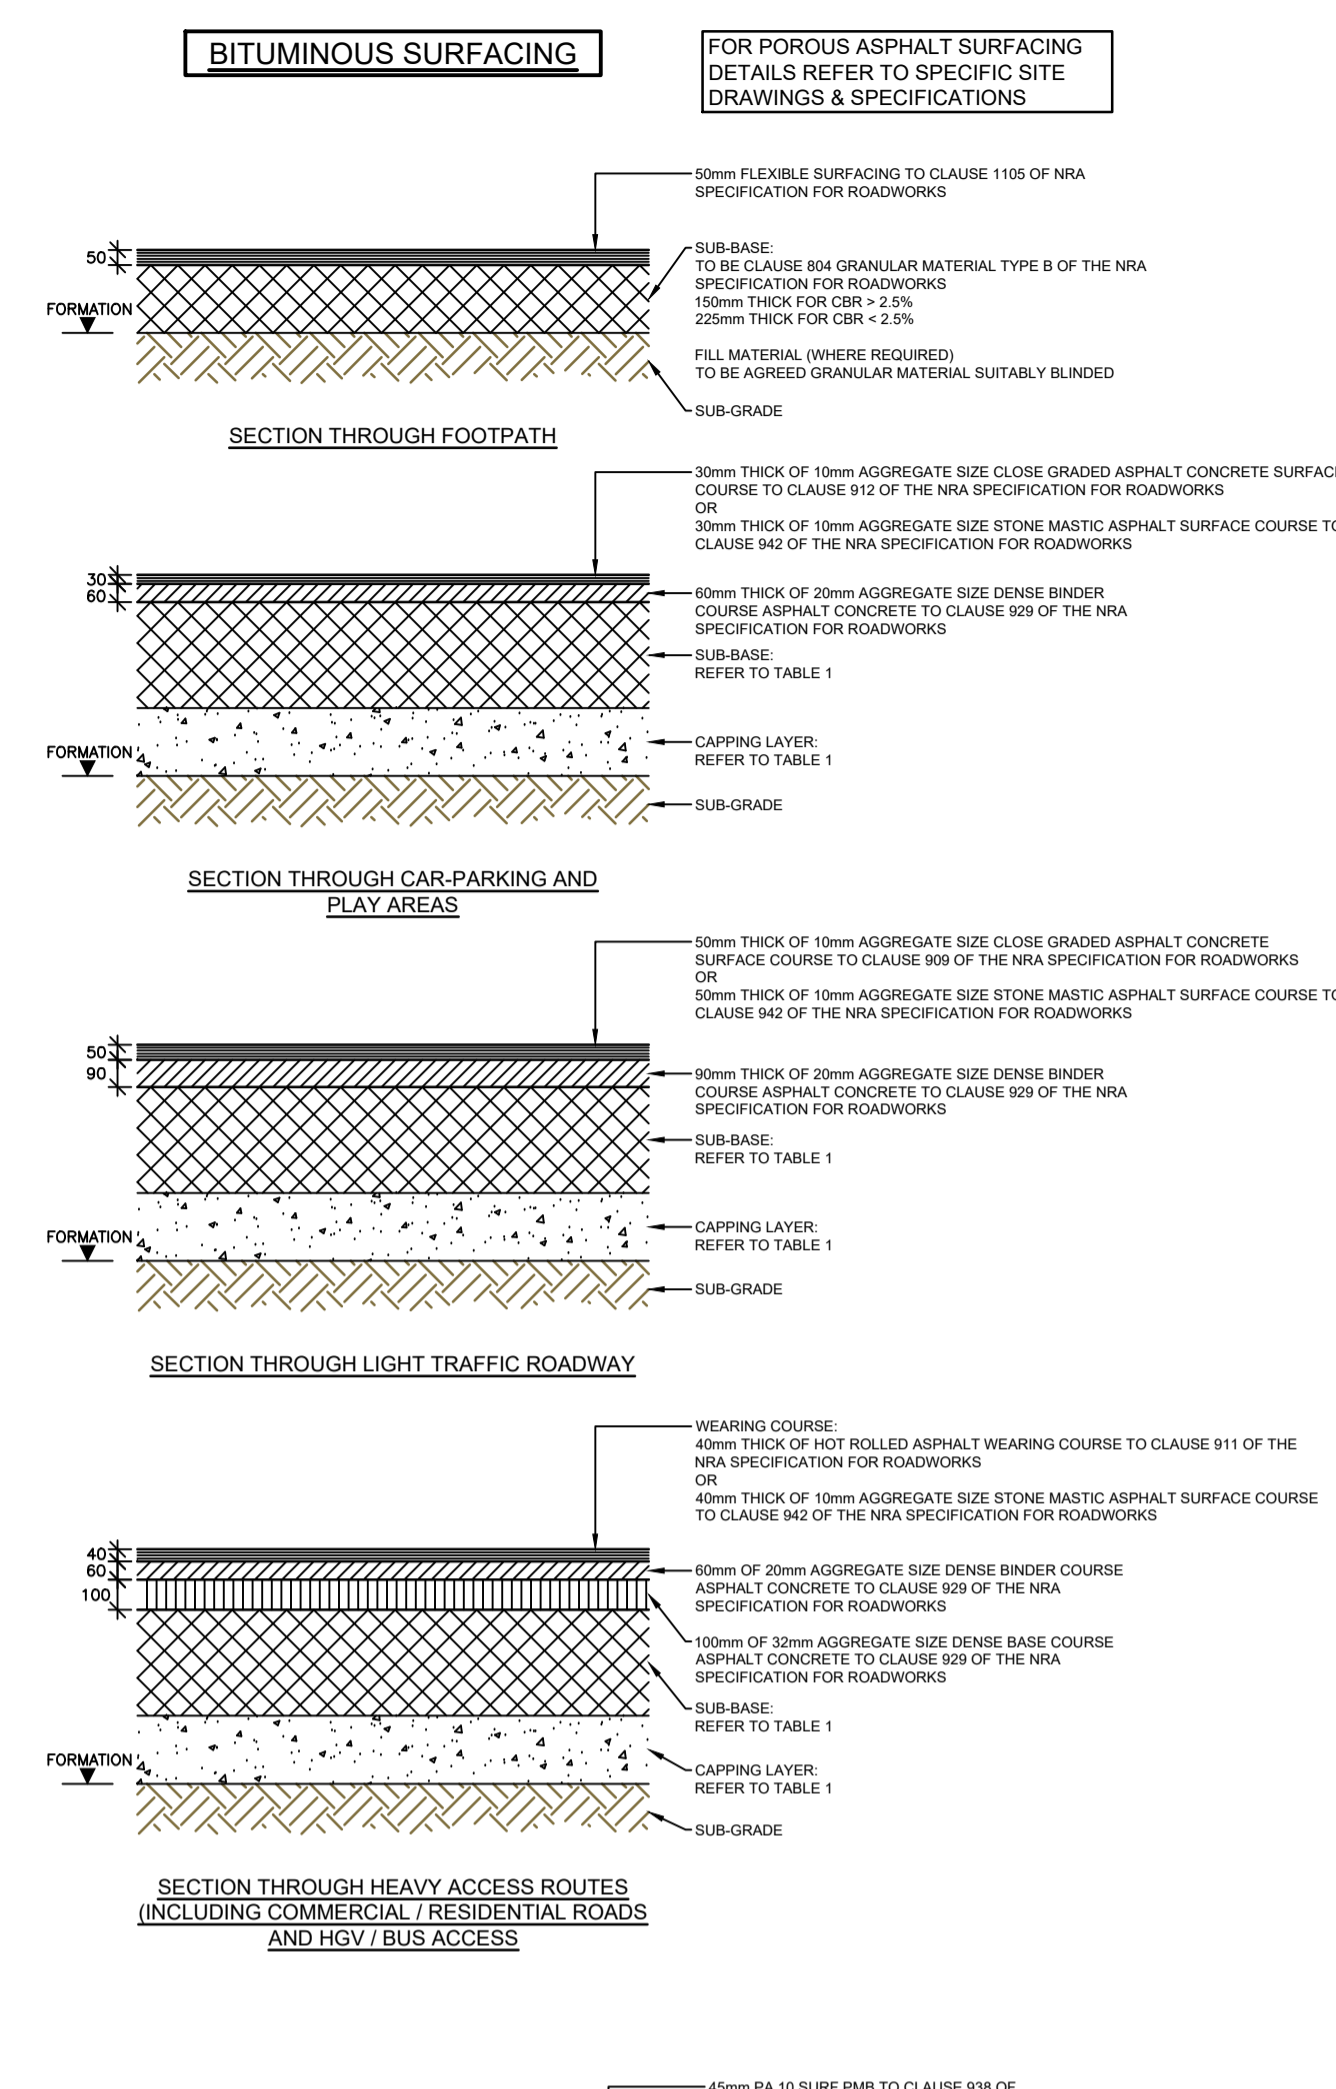 BITUMINOUS SURFACING
FOR POROUS ASPHALT SURFACING
DETAILS REFER TO SPECIFIC SITE
DRAWINGS & SPECIFICATIONS
50mm FLEXIBLE SURFACING TO CLAUSE 1105 OF NRA
SPECIFICATION FOR ROADWORKS
50
FORMATION
SUB-BASE:
TO BE CLAUSE 804 GRANULAR MATERIAL TYPE B OF THE NRA
SPECIFICATION FOR ROADWORKS
150mm THICK FOR CBR > 2.5%
225mm THICK FOR CBR < 2.5%
FILL MATERIAL (WHERE REQUIRED)
TO BE AGREED GRANULAR MATERIAL SUITABLY BLINDED
SUB-GRADE
SECTION THROUGH FOOTPATH
30mm THICK OF 10mm AGGREGATE SIZE CLOSE GRADED ASPHALT CONCRETE SURFAC
COURSE TO CLAUSE 912 OF THE NRA SPECIFICATION FOR ROADWORKS
OR
30mm THICK OF 10mm AGGREGATE SIZE STONE MASTIC ASPHALT SURFACE COURSE TO
CLAUSE 942 OF THE NRA SPECIFICATION FOR ROADWORKS
30
60
60mm THICK OF 20mm AGGREGATE SIZE DENSE BINDER
COURSE ASPHALT CONCRETE TO CLAUSE 929 OF THE NRA
SPECIFICATION FOR ROADWORKS
SUB-BASE:
REFER TO TABLE 1
FORMATION
CAPPING LAYER:
REFER TO TABLE 1
SUB-GRADE
SECTION THROUGH CAR-PARKING AND
PLAY AREAS
50mm THICK OF 10mm AGGREGATE SIZE CLOSE GRADED ASPHALT CONCRETE
SURFACE COURSE TO CLAUSE 909 OF THE NRA SPECIFICATION FOR ROADWORKS
OR
50mm THICK OF 10mm AGGREGATE SIZE STONE MASTIC ASPHALT SURFACE COURSE TO
CLAUSE 942 OF THE NRA SPECIFICATION FOR ROADWORKS
50
90
90mm THICK OF 20mm AGGREGATE SIZE DENSE BINDER
COURSE ASPHALT CONCRETE TO CLAUSE 929 OF THE NRA
SPECIFICATION FOR ROADWORKS
SUB-BASE:
REFER TO TABLE 1
FORMATION
CAPPING LAYER:
REFER TO TABLE 1
SUB-GRADE
SECTION THROUGH LIGHT TRAFFIC ROADWAY
WEARING COURSE:
40mm THICK OF HOT ROLLED ASPHALT WEARING COURSE TO CLAUSE 911 OF THE
NRA SPECIFICATION FOR ROADWORKS
OR
40mm THICK OF 10mm AGGREGATE SIZE STONE MASTIC ASPHALT SURFACE COURSE
TO CLAUSE 942 OF THE NRA SPECIFICATION FOR ROADWORKS
40
60
100
60mm OF 20mm AGGREGATE SIZE DENSE BINDER COURSE
ASPHALT CONCRETE TO CLAUSE 929 OF THE NRA
SPECIFICATION FOR ROADWORKS
100mm OF 32mm AGGREGATE SIZE DENSE BASE COURSE
ASPHALT CONCRETE TO CLAUSE 929 OF THE NRA
SPECIFICATION FOR ROADWORKS
SUB-BASE:
REFER TO TABLE 1
FORMATION
CAPPING LAYER:
REFER TO TABLE 1
SUB-GRADE
SECTION THROUGH HEAVY ACCESS ROUTES
(INCLUDING COMMERCIAL / RESIDENTIAL ROADS
AND HGV / BUS ACCESS
45mm PA 10 SURF PMB TO CLAUSE 938 OF